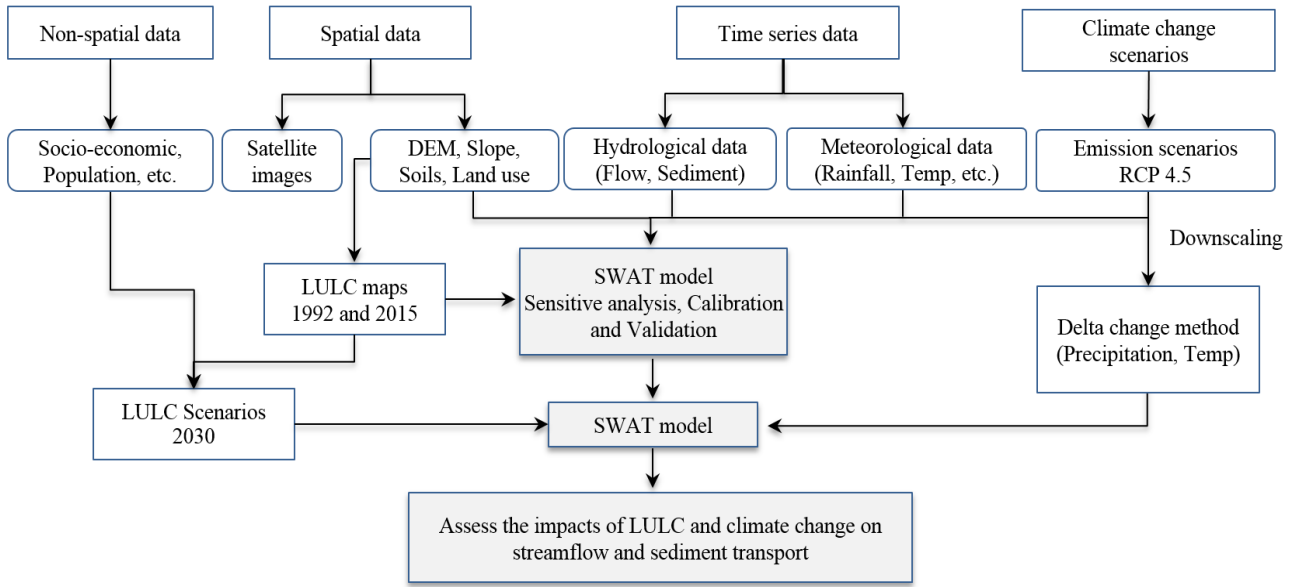 Non-spatial data
Spatial data
Time series data
Climate change
scenarios
Socio-economic,
Population, etc.
Satellite
images
DEM, Slope,
Soils, Land use
Hydrological data
(Flow, Sediment)
Meteorological data
(Rainfall, Temp, etc.)
Emission scenarios
RCP 4.5
Downscaling
LULC maps
1992 and 2015
SWAT model
Sensitive analysis, Calibration
and Validation
Delta change method
(Precipitation, Temp)
LULC Scenarios
2030
SWAT model
Assess the impacts of LULC and climate change on
streamflow and sediment transport